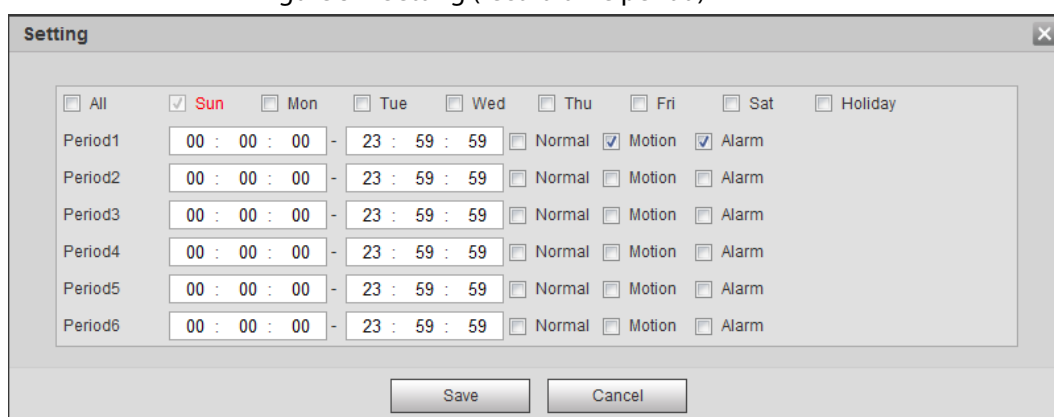 Setting
All Sun Mon Tue Wed Thu Fri Sat Holiday
Period1 00 : 00 : 00 - 23 : 59 : 59 Normal Motion Alarm
Period2 00 : 00 : 00 - 23 : 59 : 59 Normal Motion Alarm
Period3 00 : 00 : 00 - 23 : 59 : 59 Normal Motion Alarm
Period4 00 : 00 : 00 - 23 : 59 : 59 Normal Motion Alarm
Period5 00 : 00 : 00 - 23 : 59 : 59 Normal Motion Alarm
Period6 00 : 00 : 00 - 23 : 59 : 59 Normal Motion Alarm
Save Cancel